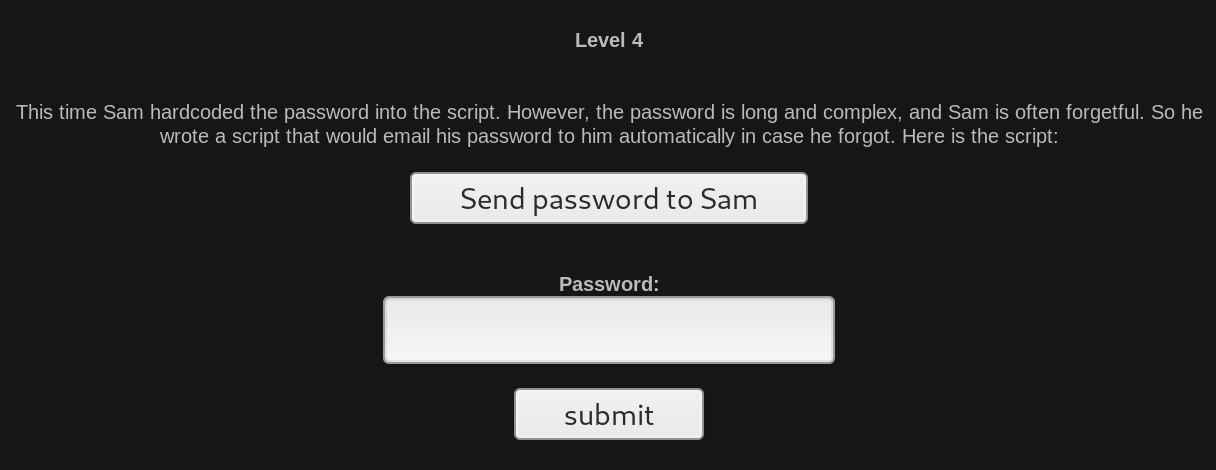 Level 4
This time Sam hardcoded the password into the script. However, the password is long and complex, and Sam is often forgetful. So he
wrote a script that would email his password to him automatically in case he forgot. Here is the script:
Send password to Sam
Password:
submit